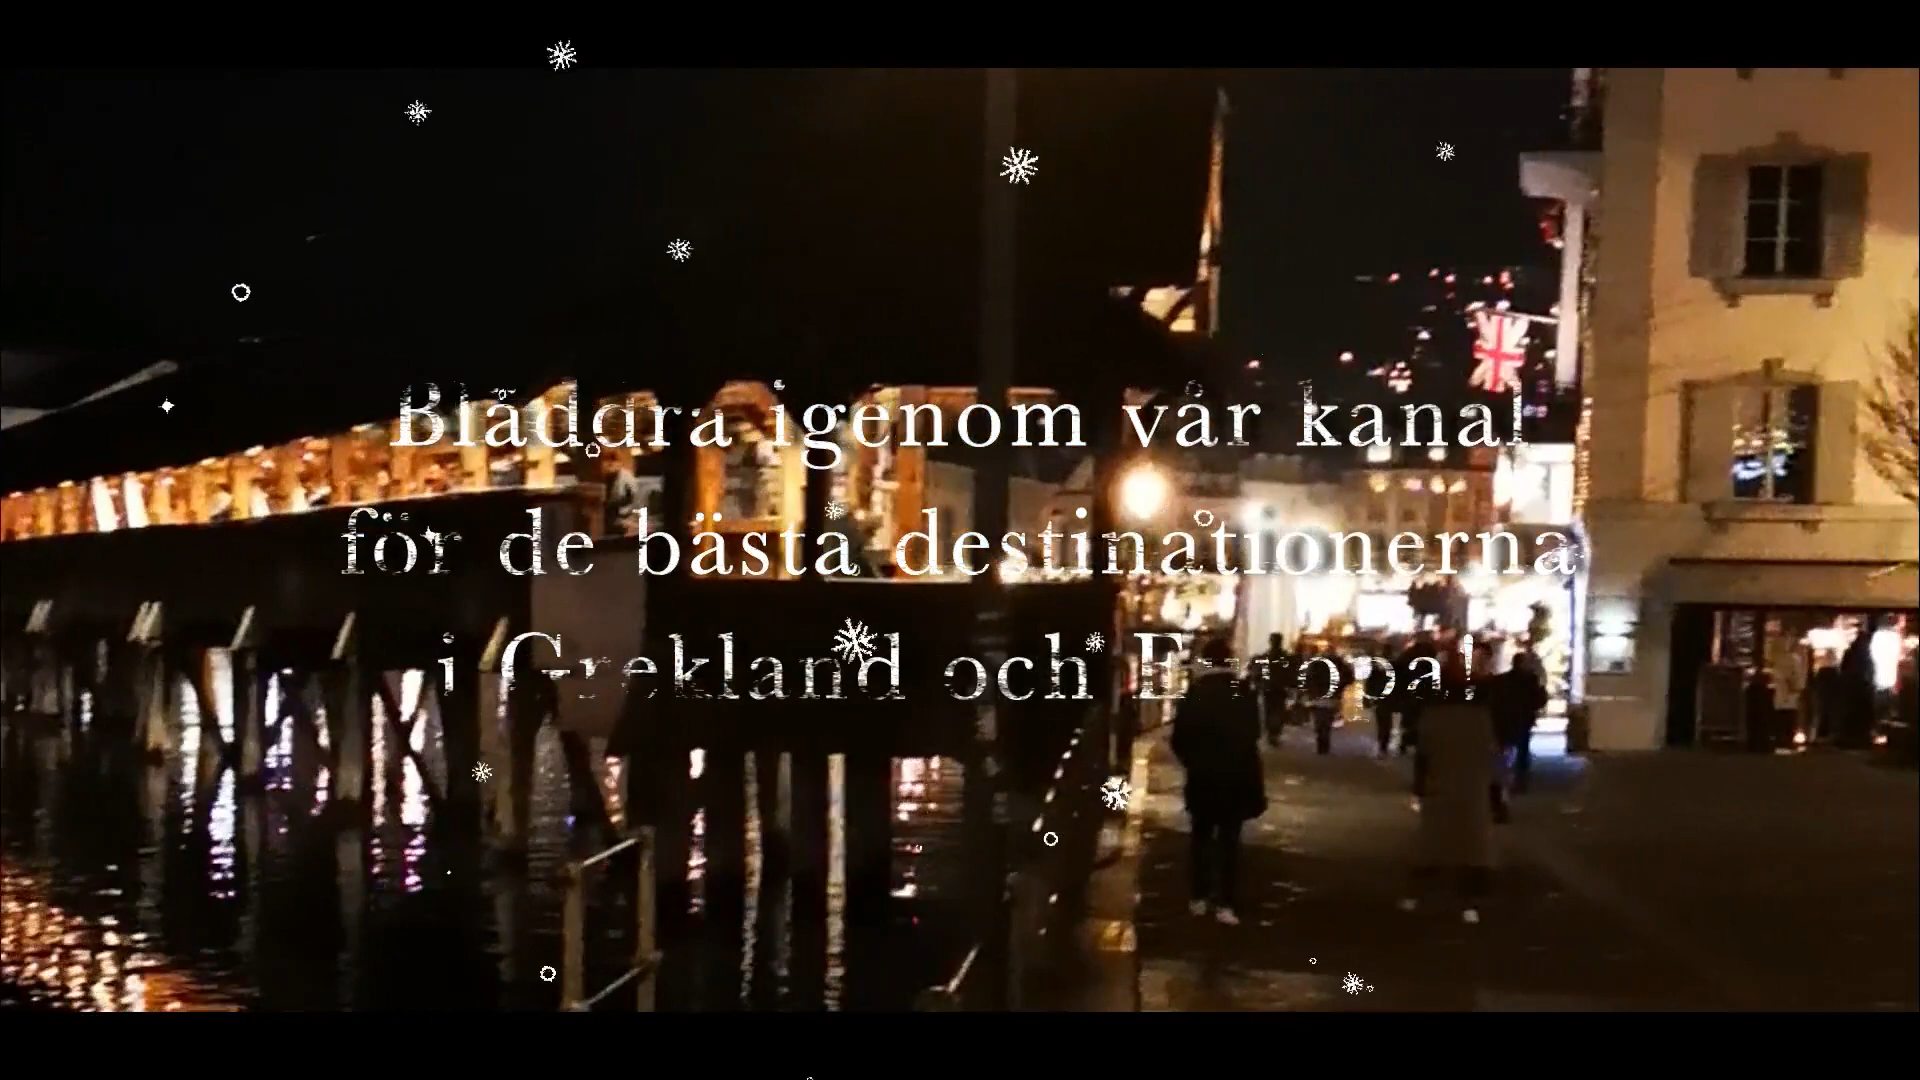 Bläddra igenom vår kanal
för de bästa destinationerna
i Grekland och Europa!